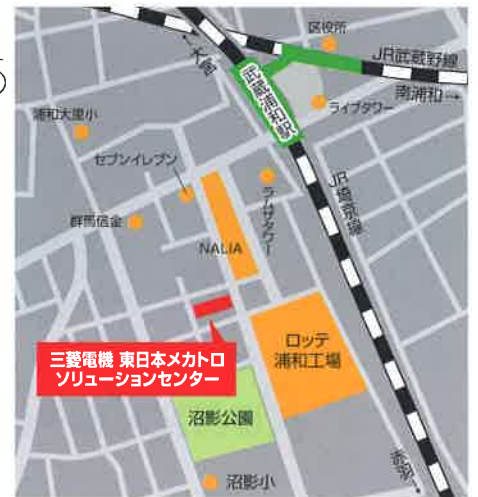 区役所
JR武蔵野線
←大宮
南浦和→
武蔵浦和駅
ライブタワー
浦和大里小
セブンイレブン
ラムザタワー
JR埼京線
群馬信金
NALIA
三菱電機 東日本メカトロ
ソリューションセンター
ロッテ
浦和工場
沼影公園
赤羽→
沼影小